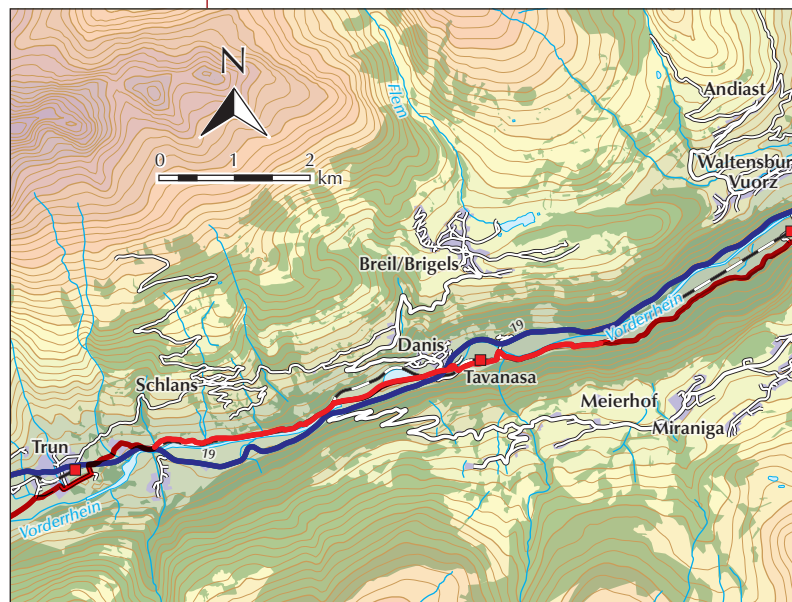 N
0 1 2
km
Flem
Andiast
Waltensbur
Vuorz
Breil/Brigels
19
Vorderrhein
Danis
Tavanasa
Schlans
Meierhof
Miraniga
Trun
19
Vorderrhein